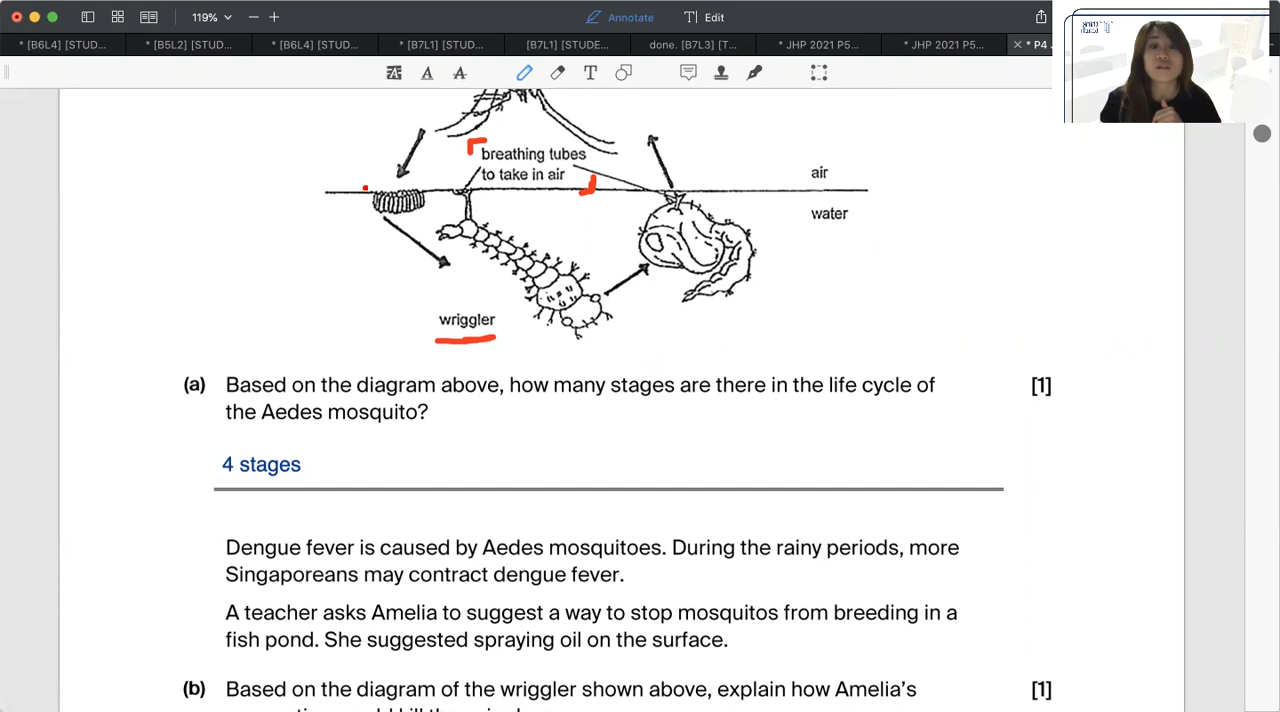 119%
Annotate
T Edit
* [B6L4] [STUD...
* [B5L2] [STUD...
* [B6L4] [STUD...
* [B7L1] [STUD...
[B7L1] [STUDE...
done. [B7L3] [T...
* JHP 2021 P5...
* JHP 2021 P5...
* P4
breathing tubes
to take in air
air
water
wriggler
(a) Based on the diagram above, how many stages are there in the life cycle of [1]
the Aedes mosquito?
4 stages
Dengue fever is caused by Aedes mosquitoes. During the rainy periods, more
Singaporeans may contract dengue fever.
A teacher asks Amelia to suggest a way to stop mosquitos from breeding in a
fish pond. She suggested spraying oil on the surface.
(b) Based on the diagram of the wriggler shown above, explain how Amelia's [1]